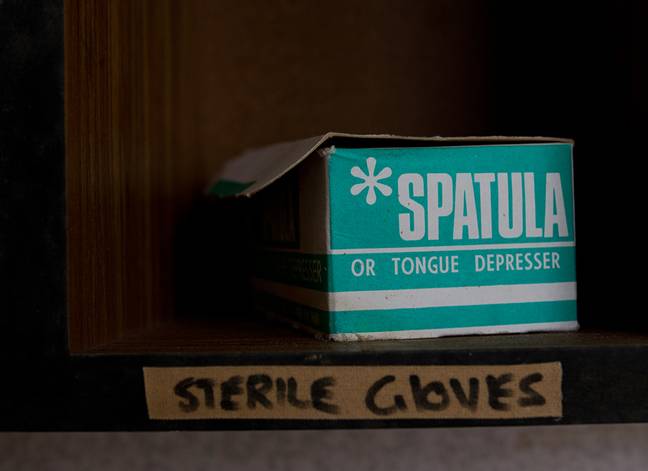 *SPATULA
OR TONGUE DEPRESSER
STERILE GLOVES